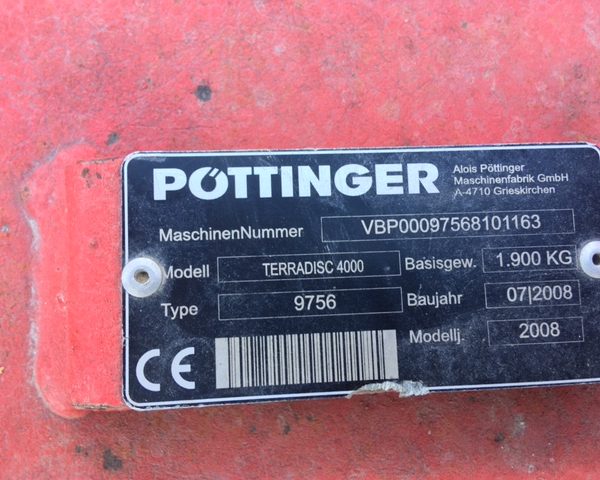 PÖTTINGER
Alois Pöttinger
Maschinenfabrik GmbH
A-4710 Grieskirchen
MaschinenNummer VBP00097568101163
Modell TERRADISC 4000 Basisgew. 1.900 KG
Type 9756 Baujahr 07|2008
Modellj. 2008
CE